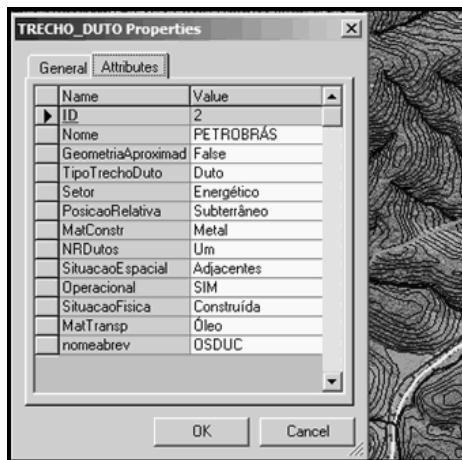 TRECHO_DUTO Properties
General Attributes
Name Value
ID 2
Nome PETROBRÁS
GeometriaAproximad False
TipoTrechoDuto Duto
Setor Energético
PosicaoRelativa Subterrâneo
MatConstr Metal
NRDutos Um
SituacaoEspacial Adjacentes
Operacional SIM
SituacaoFisica Construída
MatTransp Óleo
nomeabrev OSDUC
OK Cancel